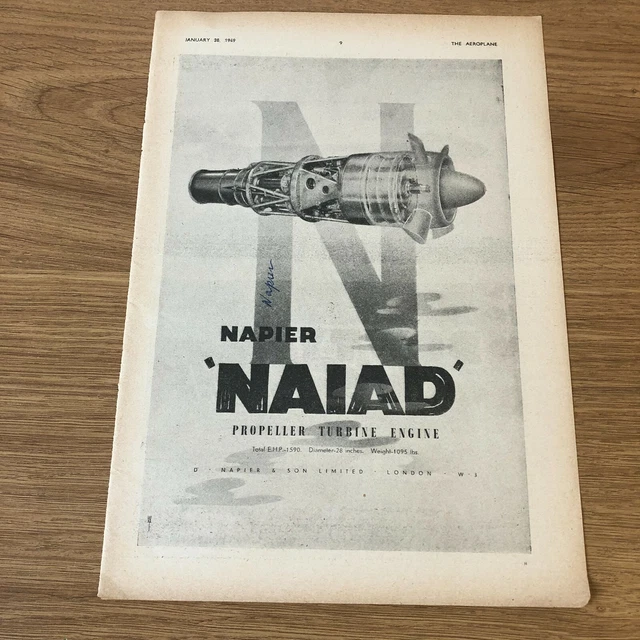 JANUARY 28, 1949
9
THE AEROPLANE
N
Napier
NAPIER
'NAIAD'
PROPELLER TURBINE ENGINE
Total E.H.P-1590. Diameter-28 inches. Weight-1095 lbs.
D · NAPIER & SON LIMITED · LONDON · W·3